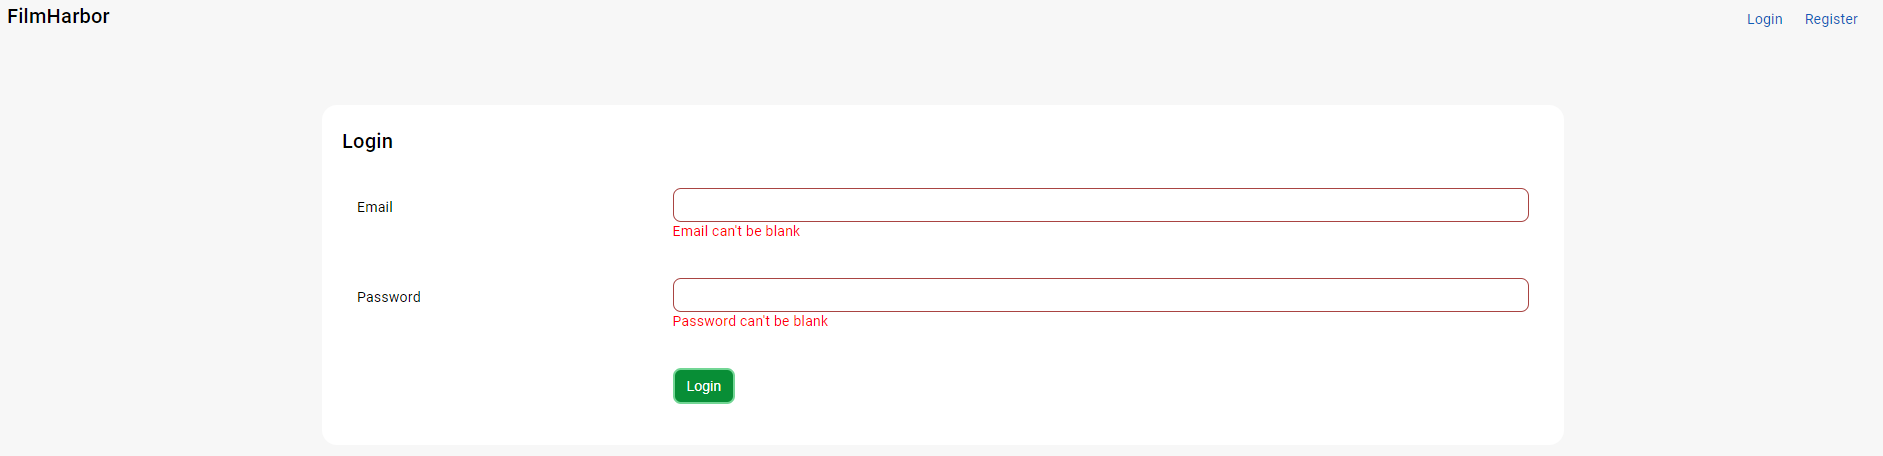 FilmHarbor
Login Register
Login
Email
Email can't be blank
Password
Password can't be blank
Login